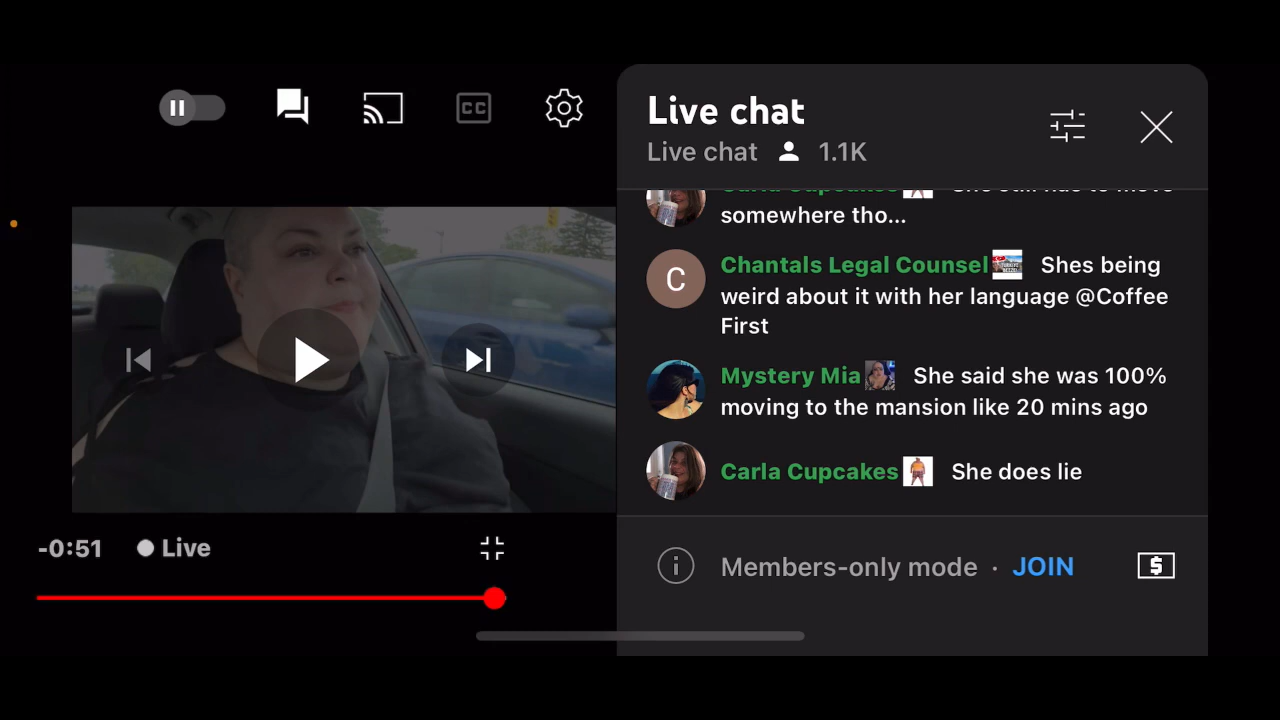 CC
Live chat
Live chat 1.1K
somewhere tho...
Chantals Legal Counsel Shes being
weird about it with her language @Coffee
First
C
Mystery Mia She said she was 100%
moving to the mansion like 20 mins ago
Carla Cupcakes She does lie
-0:51 Live
Members-only mode · JOIN
$